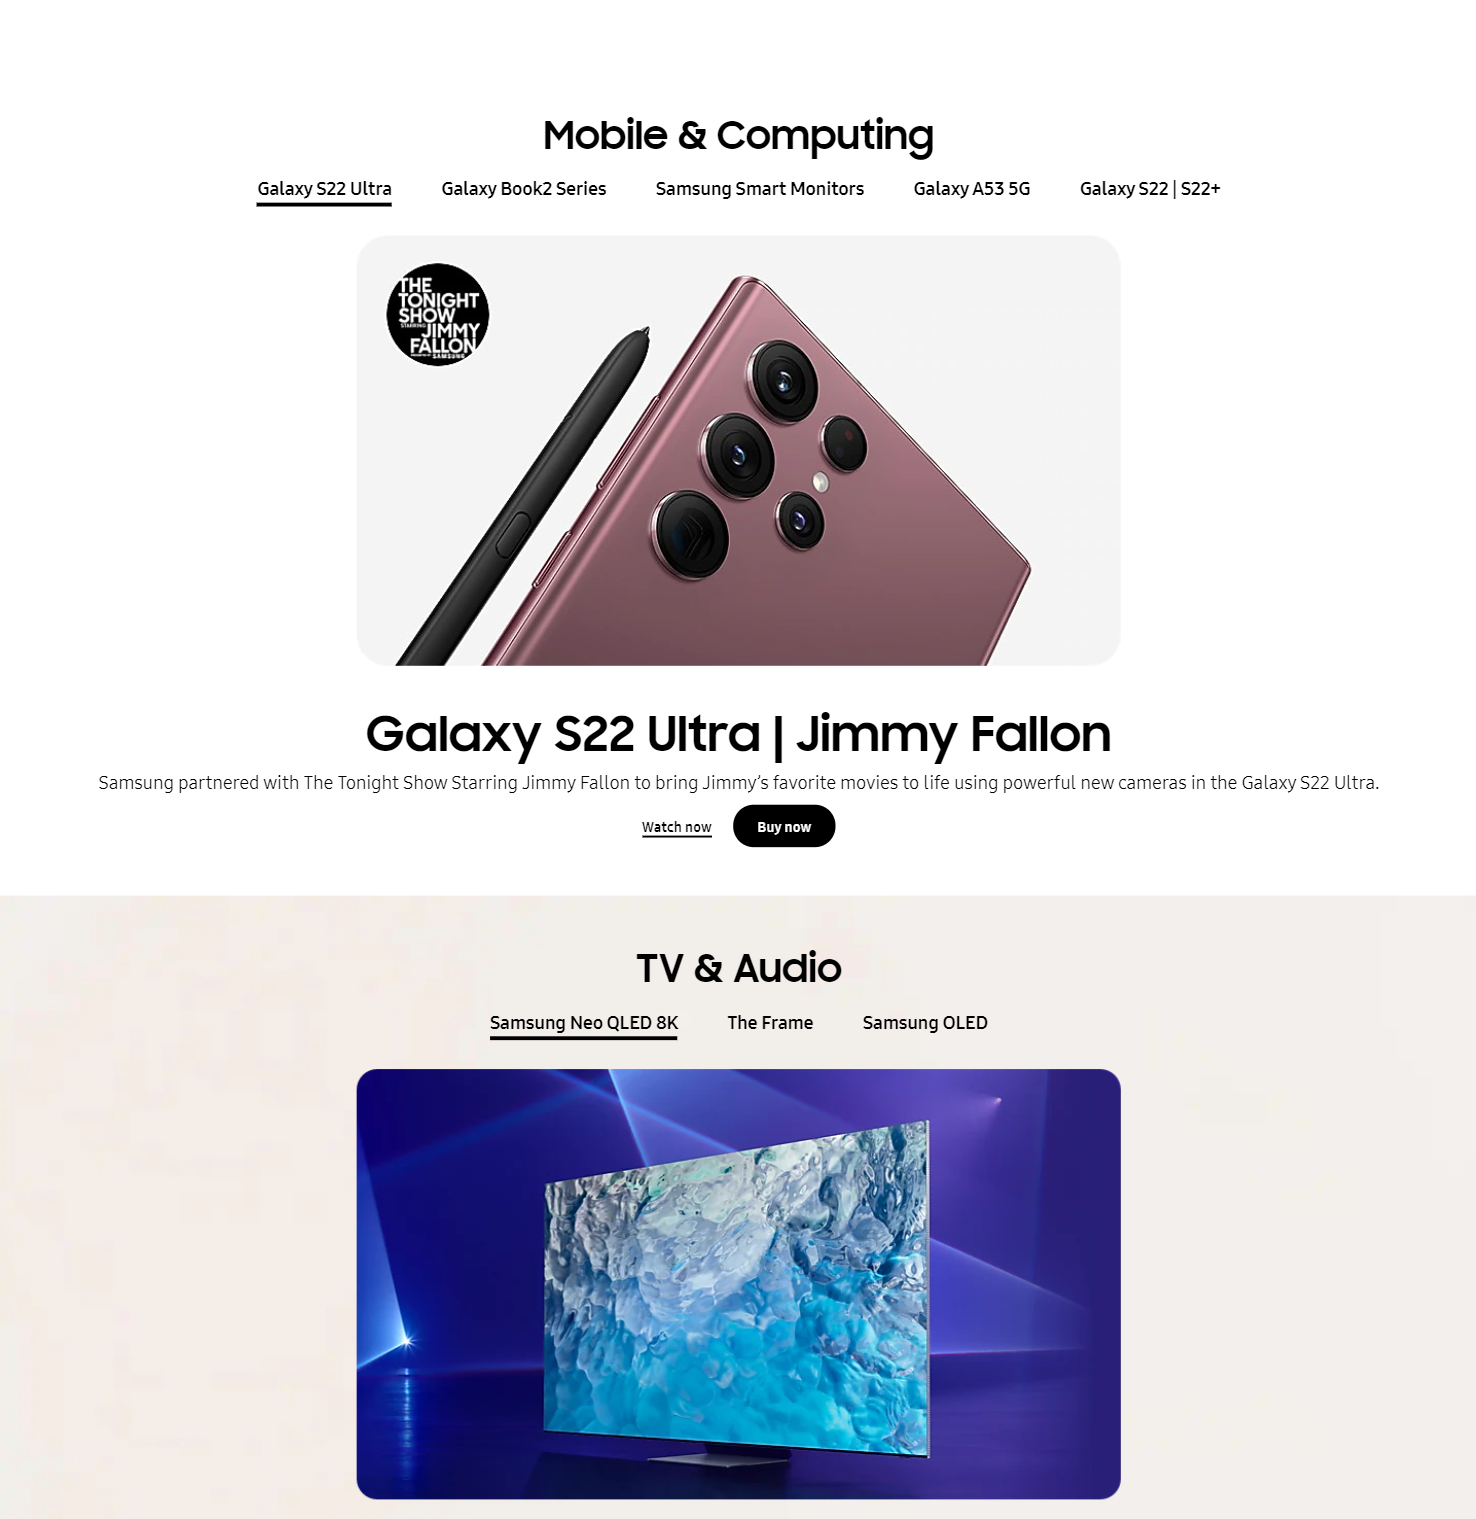 Mobile & Computing
Galaxy S22 Ultra
Galaxy Book2 Series
Samsung Smart Monitors
Galaxy A53 5G
Galaxy S22 | S22+
THE
TONIGHT
SHOW
STARRING JIMMY
FALLON
PRESENTED BY SAMSUNG
Galaxy S22 Ultra | Jimmy Fallon
Samsung partnered with The Tonight Show Starring Jimmy Fallon to bring Jimmy’s favorite movies to life using powerful new cameras in the Galaxy S22 Ultra.
Watch now
Buy now
TV & Audio
Samsung Neo QLED 8K
The Frame
Samsung OLED